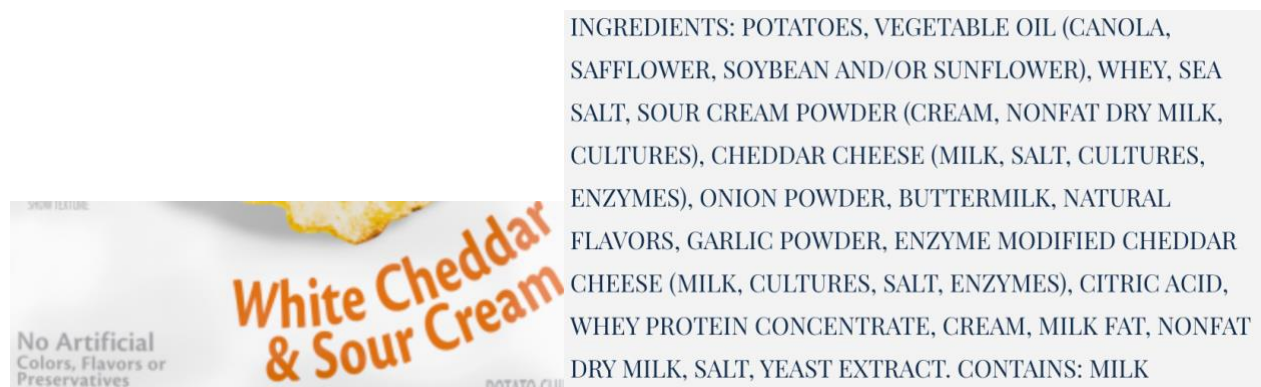 SHOW TEXTURE
White Cheddar
& Sour Cream
No Artificial
Colors, Flavors or
Preservatives
POTATO
INGREDIENTS: POTATOES, VEGETABLE OIL (CANOLA,
SAFFLOWER, SOYBEAN AND/OR SUNFLOWER), WHEY, SEA
SALT, SOUR CREAM POWDER (CREAM, NONFAT DRY MILK,
CULTURES), CHEDDAR CHEESE (MILK, SALT, CULTURES,
ENZYMES), ONION POWDER, BUTTERMILK, NATURAL
FLAVORS, GARLIC POWDER, ENZYME MODIFIED CHEDDAR
CHEESE (MILK, CULTURES, SALT, ENZYMES), CITRIC ACID,
WHEY PROTEIN CONCENTRATE, CREAM, MILK FAT, NONFAT
DRY MILK, SALT, YEAST EXTRACT. CONTAINS: MILK